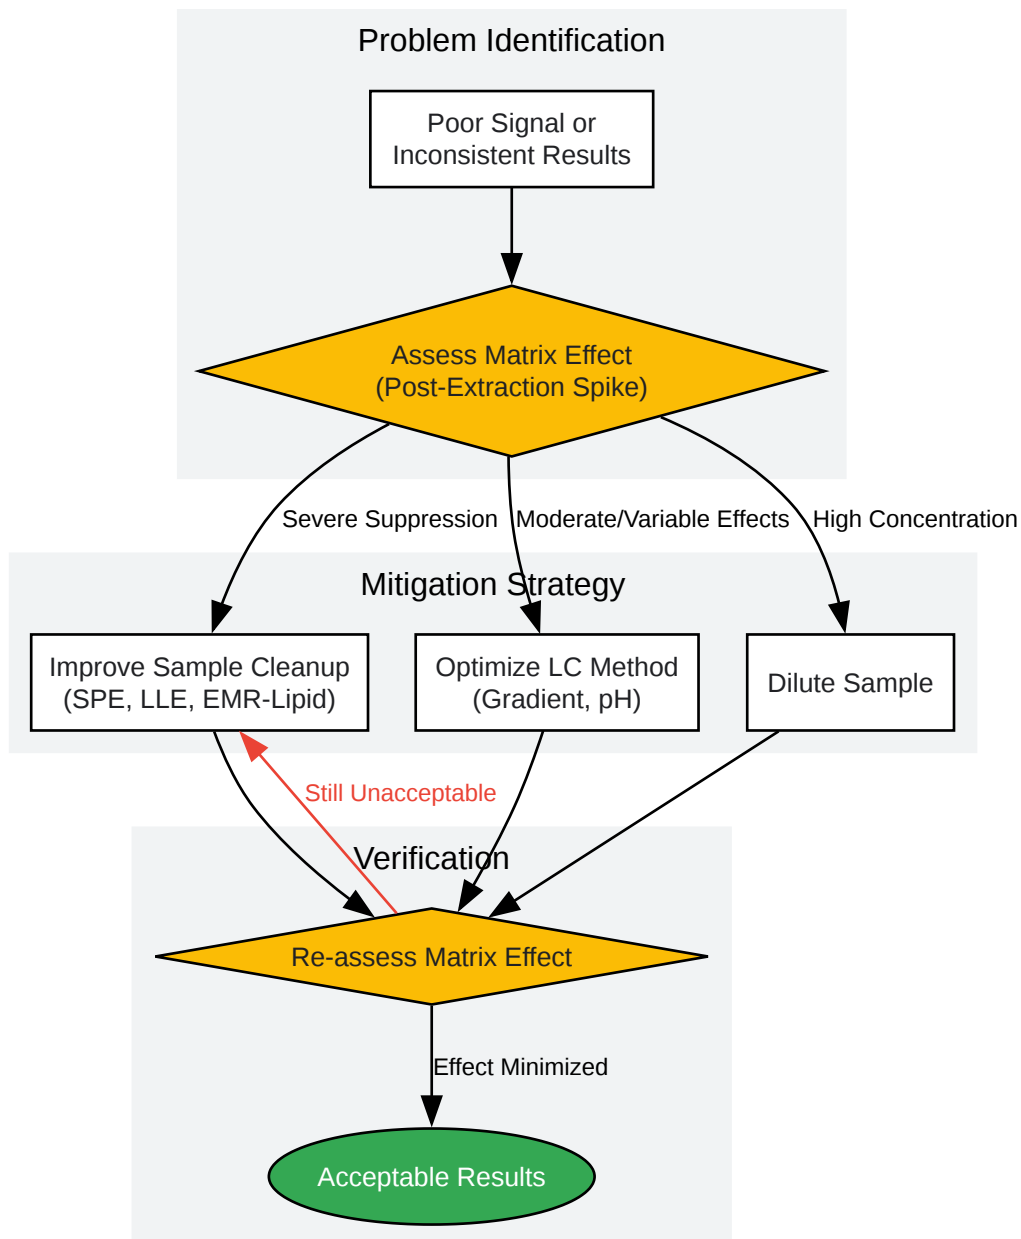 Problem Identification
Poor Signal or
Inconsistent Results
Assess Matrix Effect
(Post-Extraction Spike)
Severe Suppression
Moderate/Variable Effects
High Concentration
Mitigation Strategy
Improve Sample Cleanup
(SPE, LLE, EMR-Lipid)
Optimize LC Method
(Gradient, pH)
Dilute Sample
Still Unacceptable
Verification
Re-assess Matrix Effect
Effect Minimized
Acceptable Results